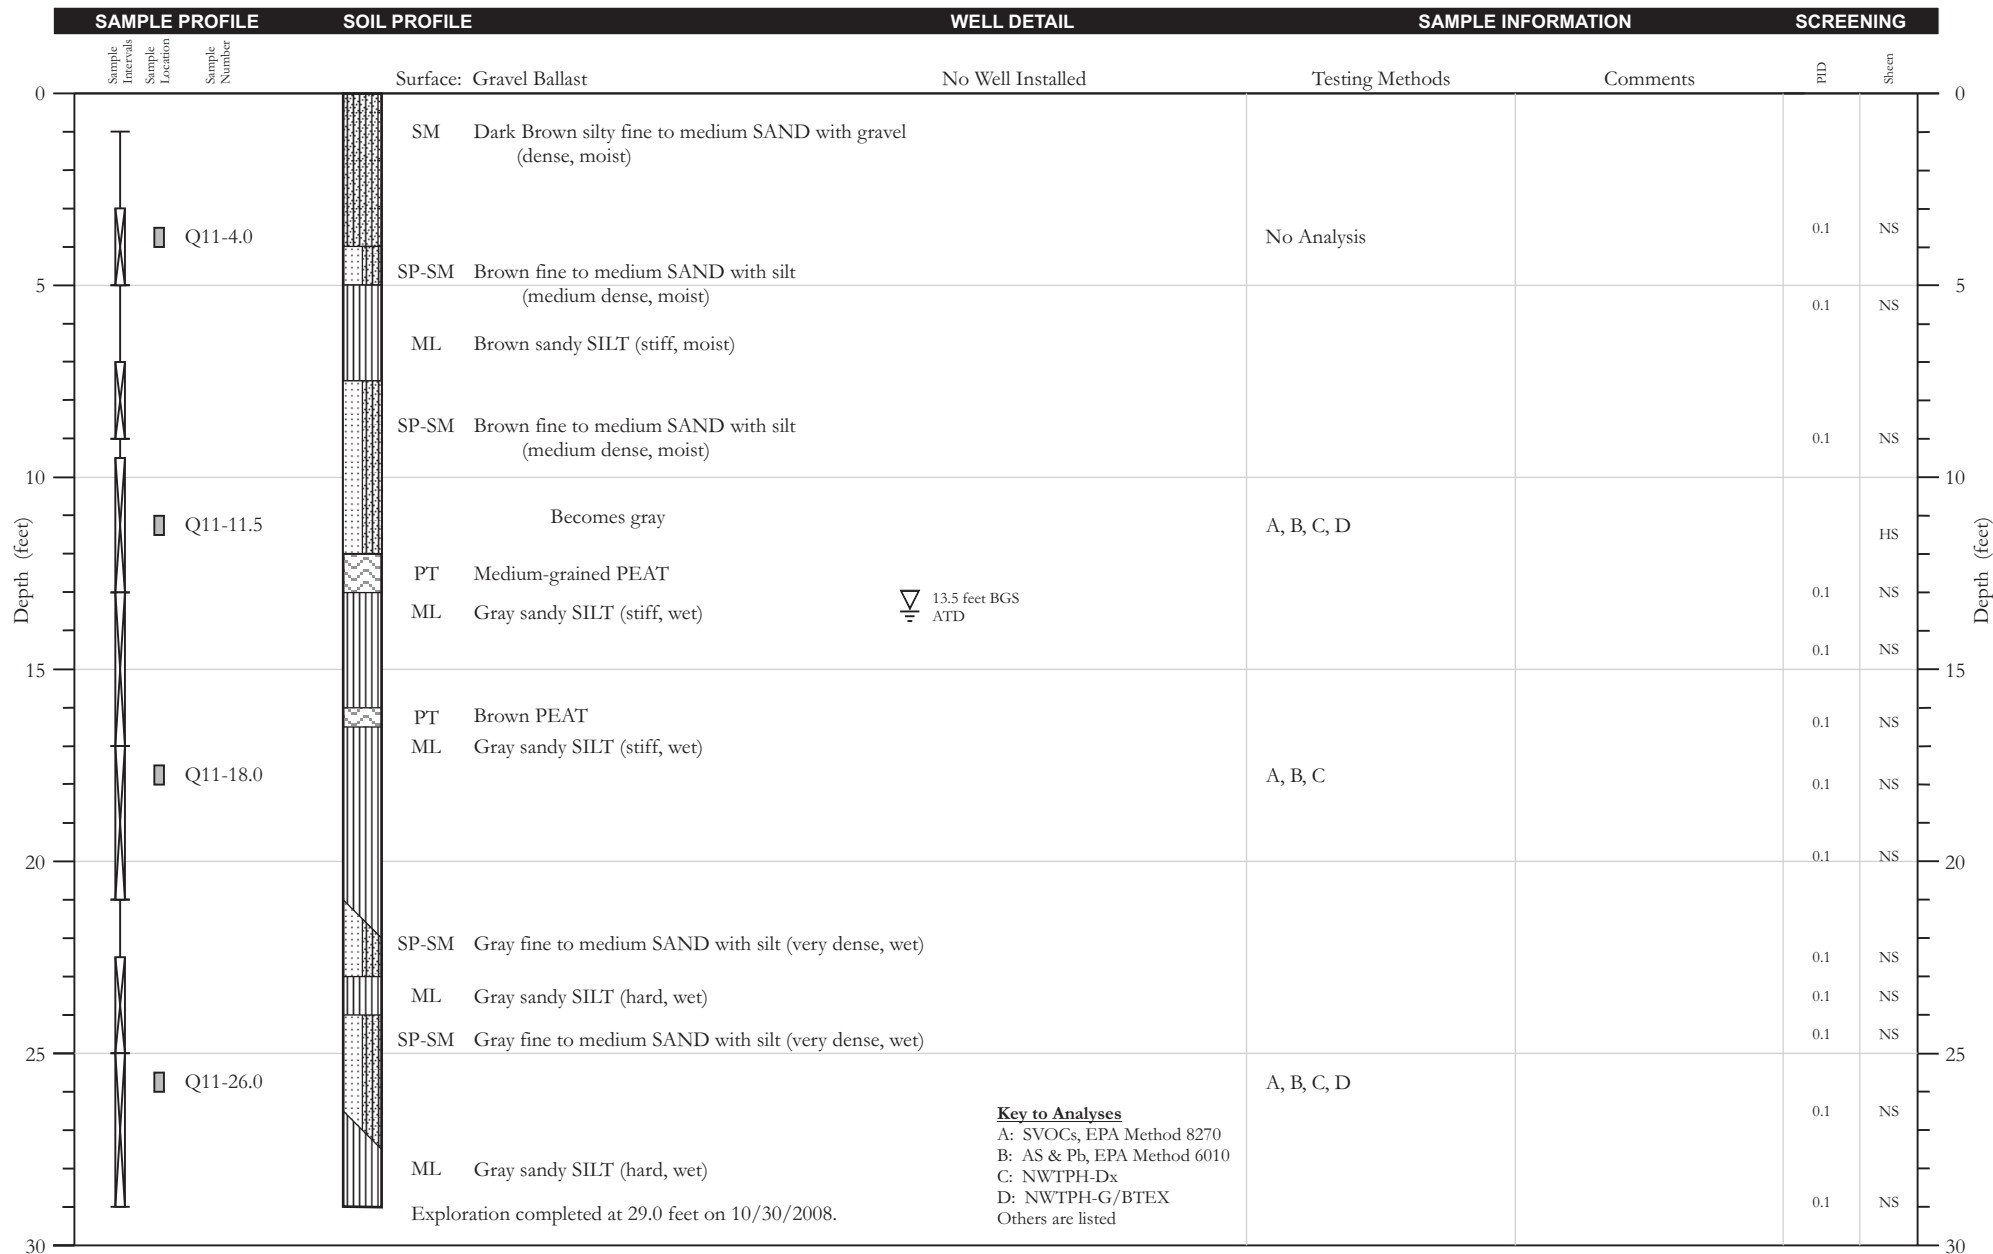 SAMPLE PROFILE SOIL PROFILE WELL DETAIL SAMPLE INFORMATION SCREENING
Sample Intervals
Sample Location
Sample Number
Surface: Gravel Ballast No Well Installed Testing Methods Comments
PID
Sheen
0 0
SM Dark Brown silty fine to medium SAND with gravel
(dense, moist)
Q11-4.0 No Analysis 0.1 NS
SP-SM Brown fine to medium SAND with silt
5 5
(medium dense, moist) 0.1 NS
ML Brown sandy SILT (stiff, moist)
SP-SM Brown fine to medium SAND with silt
(medium dense, moist) 0.1 NS
10 10
Becomes gray
Q11-11.5 A, B, C, D HS
Depth (feet)
Depth (feet)
PT Medium-grained PEAT
13.5 feet BGS 0.1 NS
ML Gray sandy SILT (stiff, wet) ATD
0.1 NS
15 15
PT Brown PEAT 0.1 NS
ML Gray sandy SILT (stiff, wet)
Q11-18.0 A, B, C 0.1 NS
20 0.1 NS 20
SP-SM Gray fine to medium SAND with silt (very dense, wet)
0.1 NS
ML Gray sandy SILT (hard, wet) 0.1 NS
SP-SM Gray fine to medium SAND with silt (very dense, wet) 0.1 NS
25 25
Q11-26.0 A, B, C, D
Key to Analyses 0.1 NS
A: SVOCs, EPA Method 8270
B: AS & Pb, EPA Method 6010
ML Gray sandy SILT (hard, wet)
C: NWTPH-Dx
D: NWTPH-G/BTEX 0.1 NS
Exploration completed at 29.0 feet on 10/30/2008.
Others are listed
30 30